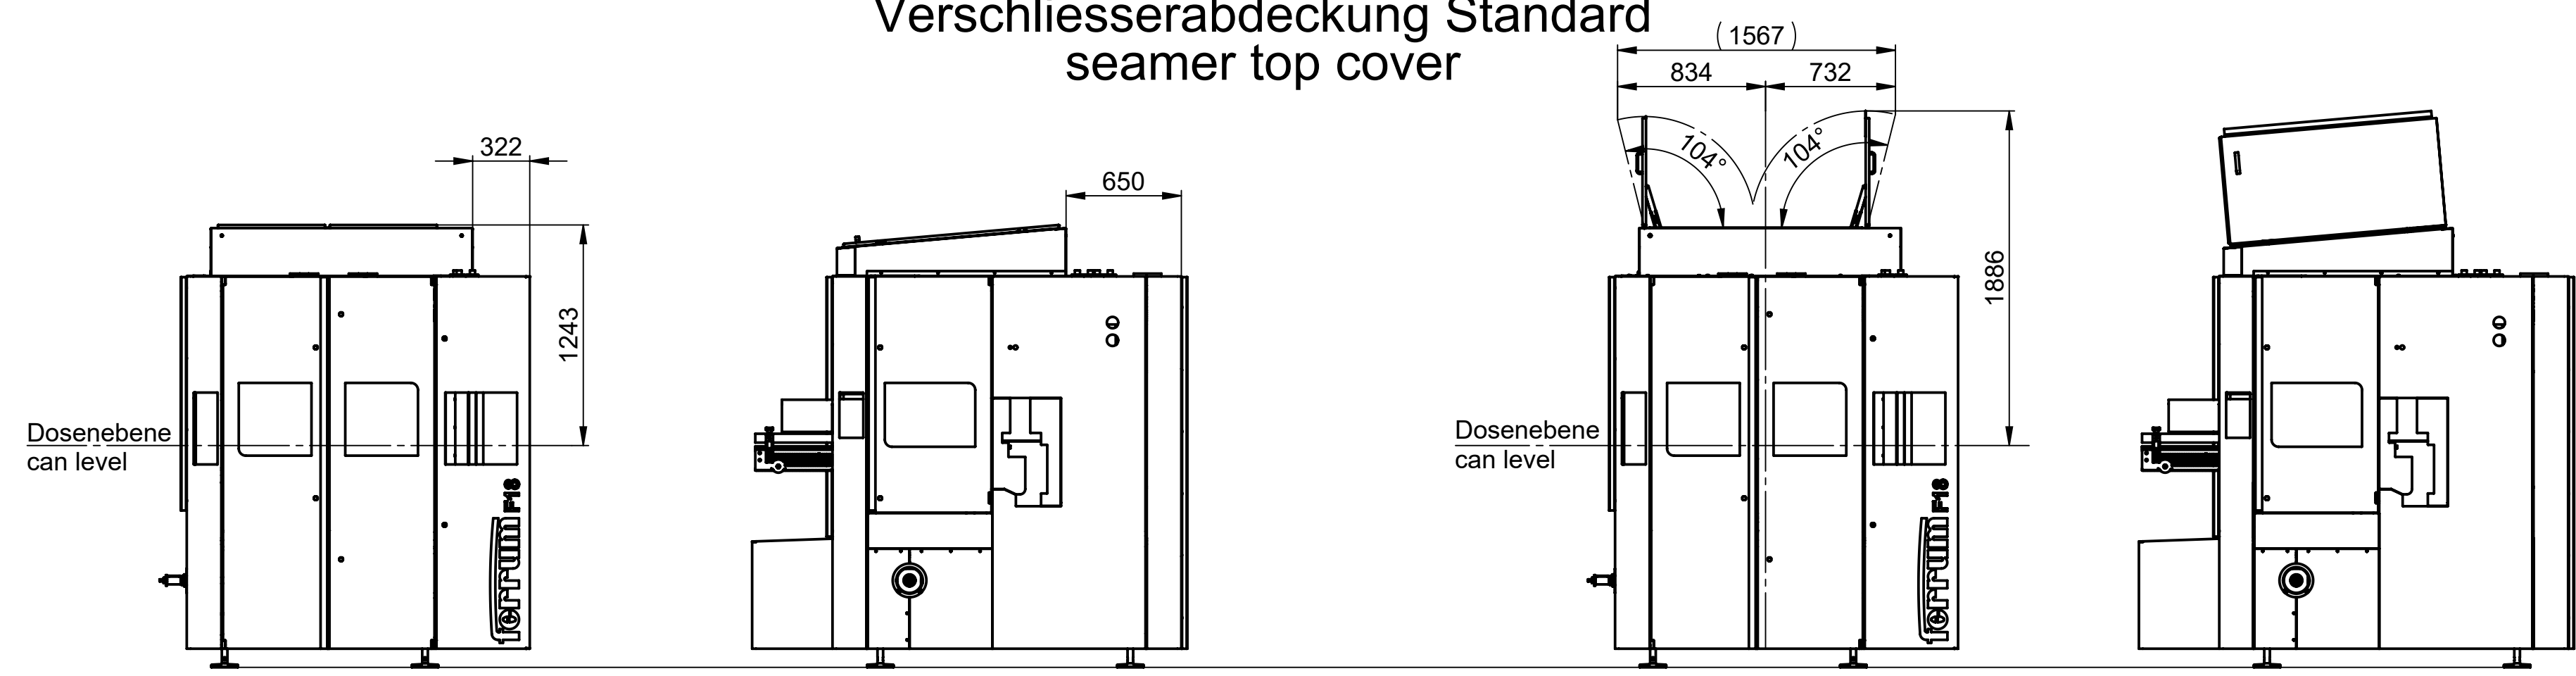 Verschliesserabdeckung Standard
seamer top cover
322
1243
Dosenebene
can level
ferrum F18
650
(1567)
834
732
104°
104°
1886
Dosenebene
can level
ferrum F18